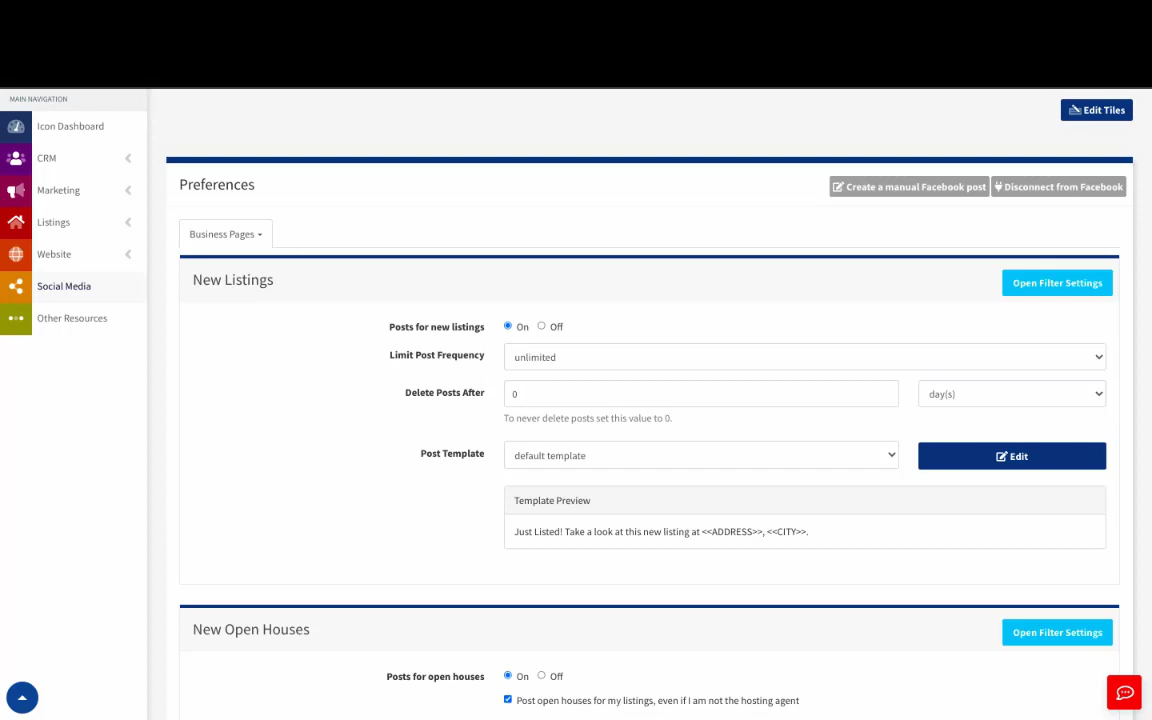 MAIN NAVIGATION
Edit Tiles
Icon Dashboard
CRM
Marketing
Listings
Website
Social Media
Other Resources
Preferences
Create a manual Facebook post
Disconnect from Facebook
Business Pages
New Listings
Open Filter Settings
Posts for new listings
On Off
Limit Post Frequency
unlimited
Delete Posts After
0
day(s)
To never delete posts set this value to 0.
Post Template
default template
Edit
Template Preview
Just Listed! Take a look at this new listing at <<ADDRESS>>, <<CITY>>.
New Open Houses
Open Filter Settings
Posts for open houses
On Off
Post open houses for my listings, even if I am not the hosting agent